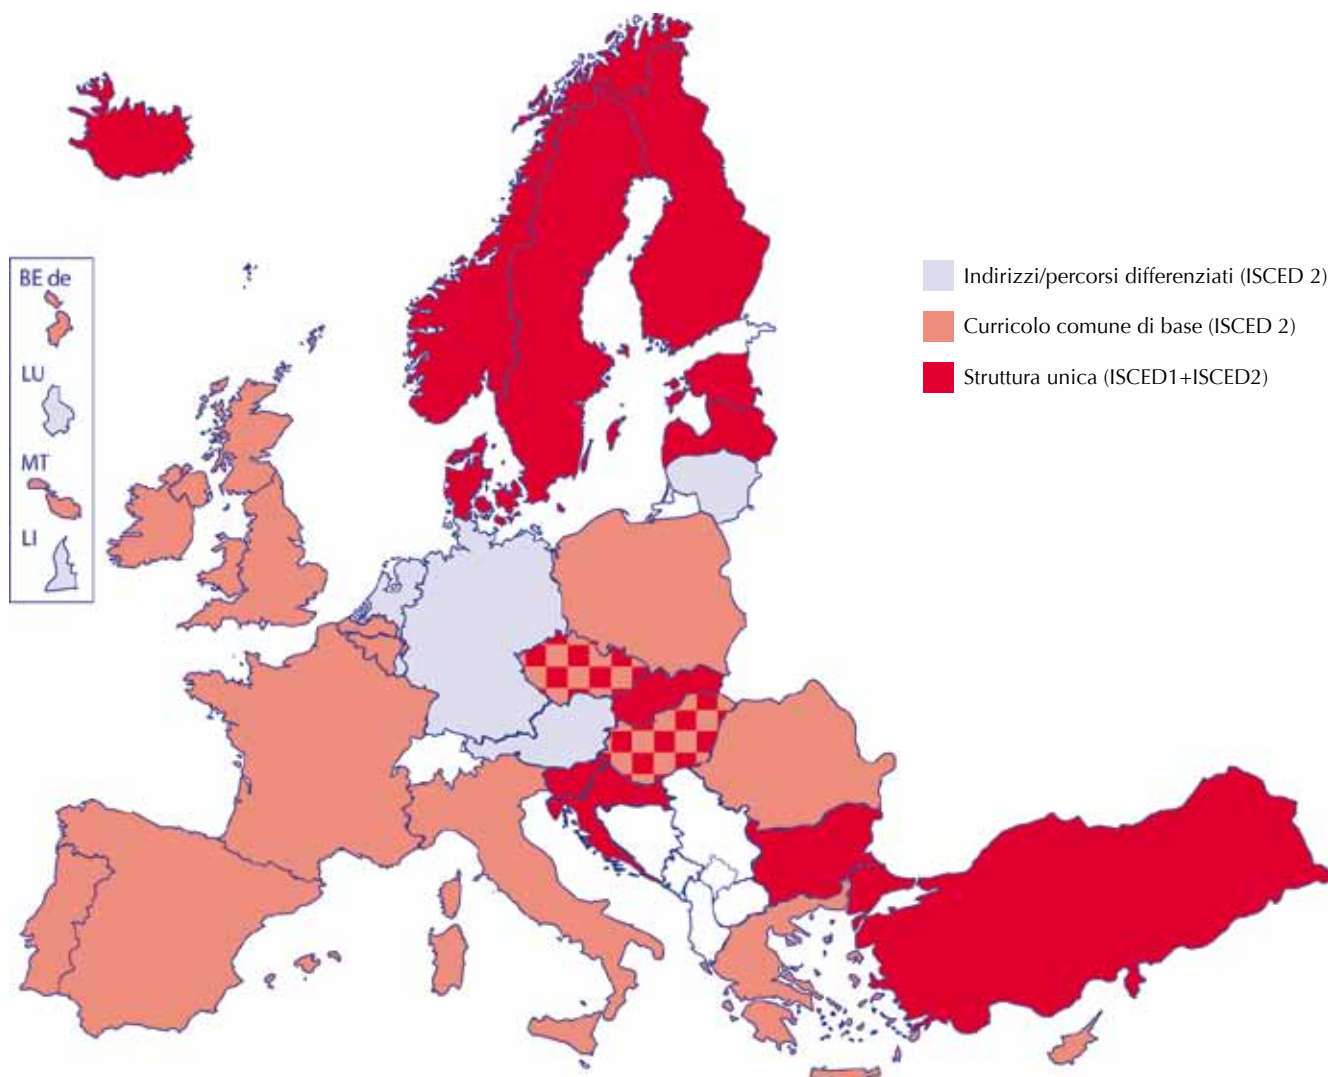 BE de
LU
MT
LI
Indirizzi/percorsi differenziati (ISCED 2)
Curricolo comune di base (ISCED 2)
Struttura unica (ISCED1+ISCED2)